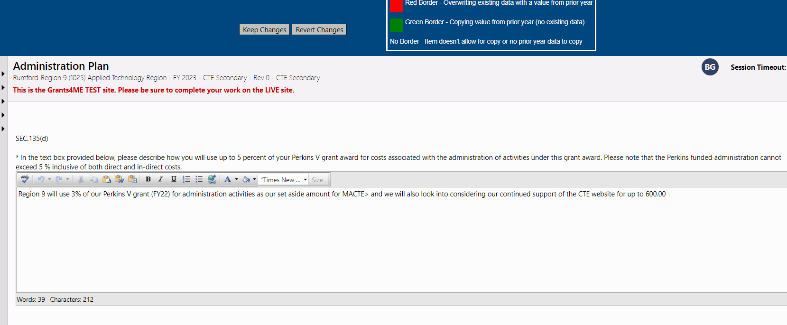 Red Border - Overwriting existing data with a value from prior year
Green Border - Copying value from prior year (no existing data)
Keep Changes Revert Changes
No Border - Item doesn't allow for copy or no prior year data to copy
Administration Plan
BG Session Timeout:
Rumford Region 9 (1025) Applied Technology Region - FY 2023 - CTE Secondary - Rev 0 - CTE Secondary
This is the Grants4ME TEST site. Please be sure to complete your work on the LIVE site.
SEC.135(d)
* In the text box provided below, please describe how you will use up to 5 percent of your Perkins V grant award for costs associated with the administration of activities under this grant award. Please note that the Perkins funded administration cannot
exceed 5 % inclusive of both direct and in-direct costs.
B I U A "Times New ... Size
Region 9 will use 3% of our Perkins V grant (FY22) for administration activities as our set aside amount for MACTE> and we will also look into considering our continued support of the CTE website for up to 600.00
Words: 39 Characters: 212